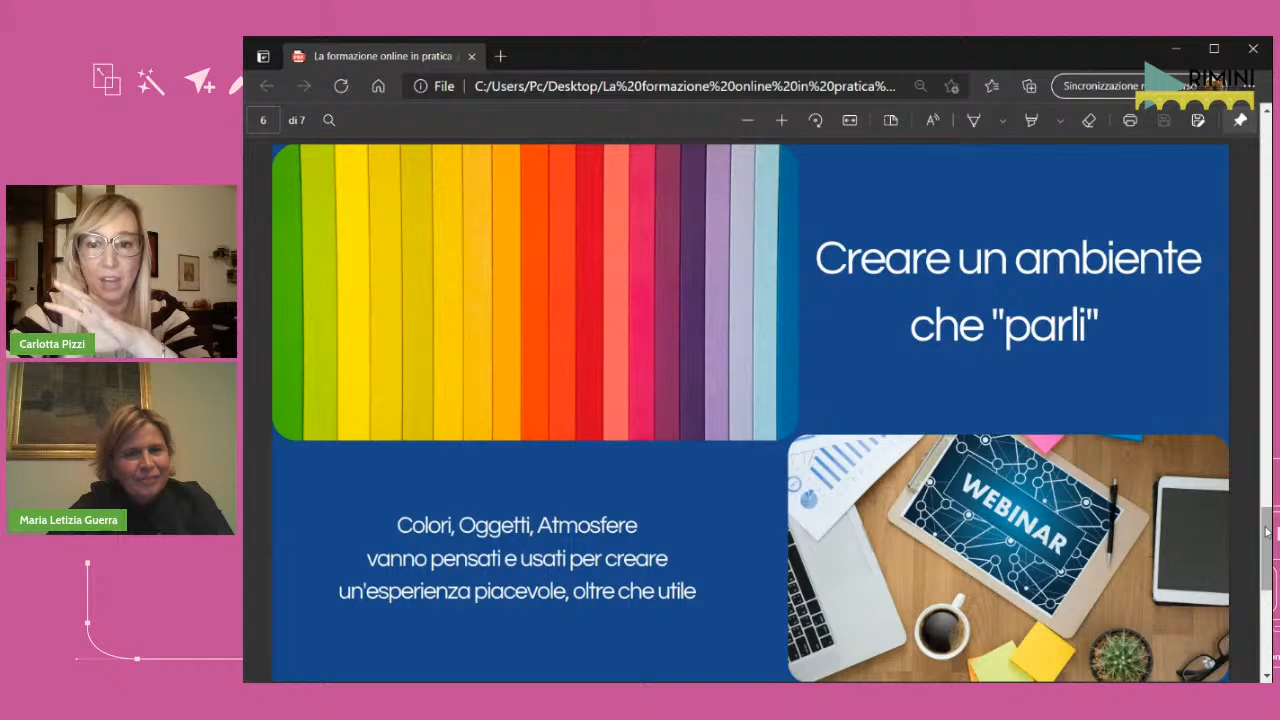 La formazione online in pratica
File
C:/Users/Pc/Desktop/La%20formazione%20online%20in%20pratica%...
Sincronizzazione
RIMINI
6
di 7
Creare un ambiente
che "parli"
Carlotta Pizzi
Maria Letizia Guerra
Colori, Oggetti, Atmosfere
vanno pensati e usati per creare
un'esperienza piacevole, oltre che utile
WEBINAR